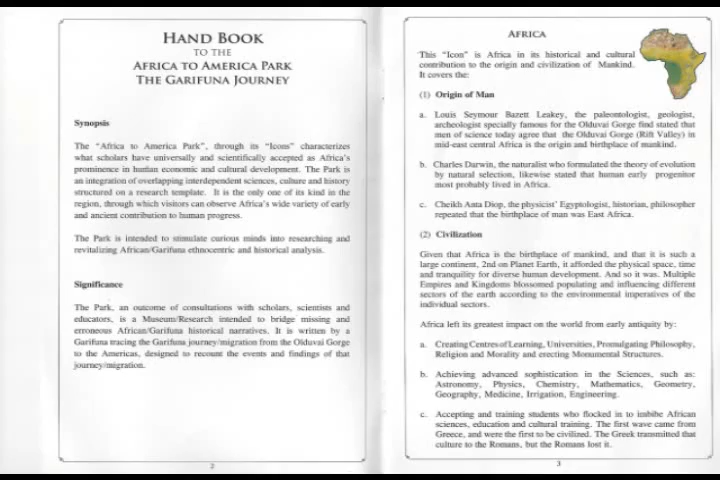 HAND BOOK
TO THE
AFRICA TO AMERICA PARK
THE GARIFUNA JOURNEY
Synopsis
The "Africa to America Park", through its "Icons" characterizes
what scholars have universally and scientifically accepted as Africa's
prominence in human economic and cultural development. The Park is
an integration of overlapping interdependent sciences, culture and history
structured on a research template. It is the only one of its kind in the
region, through which visitors can observe Africa's wide variety of early
and ancient contribution to human progress.
The Park is intended to stimulate curious minds into researching and
revitalizing African/Garifuna ethnocentric and historical analysis.
Significance
The Park, an outcome of consultations with scholars, scientists and
educators, is a Museum/Research intended to bridge missing and
erroneous African/Garifuna historical narratives. It is written by a
Garifuna tracing the Garifuna journey/migration from the Olduvai Gorge
to the Americas, designed to recount the events and findings of that
journey/migration.
2
AFRICA
This "Icon" is Africa in its historical and cultural
contribution to the origin and civilization of Mankind.
It covers the:
(1) Origin of Man
a. Louis Seymour Bazett Leakey, the paleontologist, geologist,
archeologist specially famous for the Olduvai Gorge find stated that
men of science today agree that the Olduvai Gorge (Rift Valley) in
mid-east central Africa is the origin and birthplace of mankind.
b. Charles Darwin, the naturalist who formulated the theory of evolution
by natural selection, likewise stated that human early progenitor
most probably lived in Africa.
c. Cheikh Anta Diop, the physicist' Egyptologist, historian, philosopher
repeated that the birthplace of man was East Africa.
(2) Civilization
Given that Africa is the birthplace of mankind, and that it is such a
large continent, 2nd on Planet Earth, it afforded the physical space, time
and tranquility for diverse human development. And so it was. Multiple
Empires and Kingdoms blossomed populating and influencing different
sectors of the earth according to the environmental imperatives of the
individual sectors.
Africa left its greatest impact on the world from early antiquity by:
a. Creating Centres of Learning, Universities, Promulgating Philosophy,
Religion and Morality and erecting Monumental Structures.
b. Achieving advanced sophistication in the Sciences, such as:
Astronomy, Physics, Chemistry, Mathematics, Geometry,
Geography, Medicine, Irrigation, Engineering.
c. Accepting and training students who flocked in to imbibe African
sciences, education and cultural training. The first wave came from
Greece, and were the first to be civilized. The Greek transmitted that
culture to the Romans, but the Romans lost it.
3